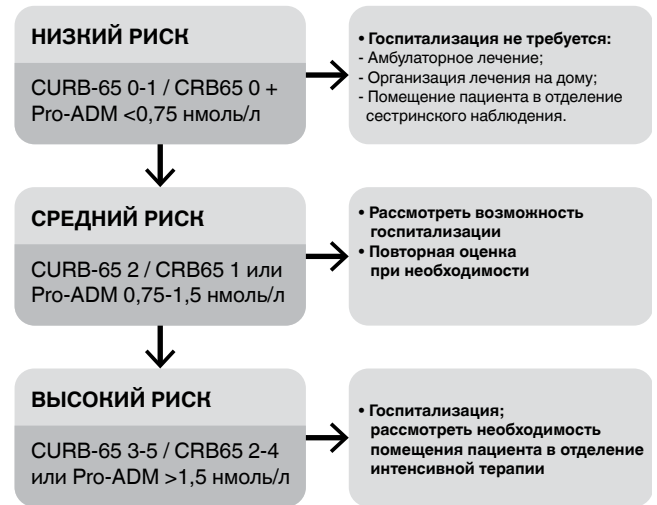 НИЗКИЙ РИСК
CURB-65 0-1 / CRB65 0 +
Pro-ADM <0,75 нмоль/л
• Госпитализация не требуется:
- Амбулаторное лечение;
- Организация лечения на дому;
- Помещение пациента в отделение
сестринского наблюдения.
СРЕДНИЙ РИСК
CURB-65 2 / CRB65 1 или
Pro-ADM 0,75-1,5 нмоль/л
• Рассмотреть возможность
госпитализации
• Повторная оценка
при необходимости
ВЫСОКИЙ РИСК
CURB-65 3-5 / CRB65 2-4
или Pro-ADM >1,5 нмоль/л
• Госпитализация;
рассмотреть необходимость
помещения пациента в отделение
интенсивной терапии